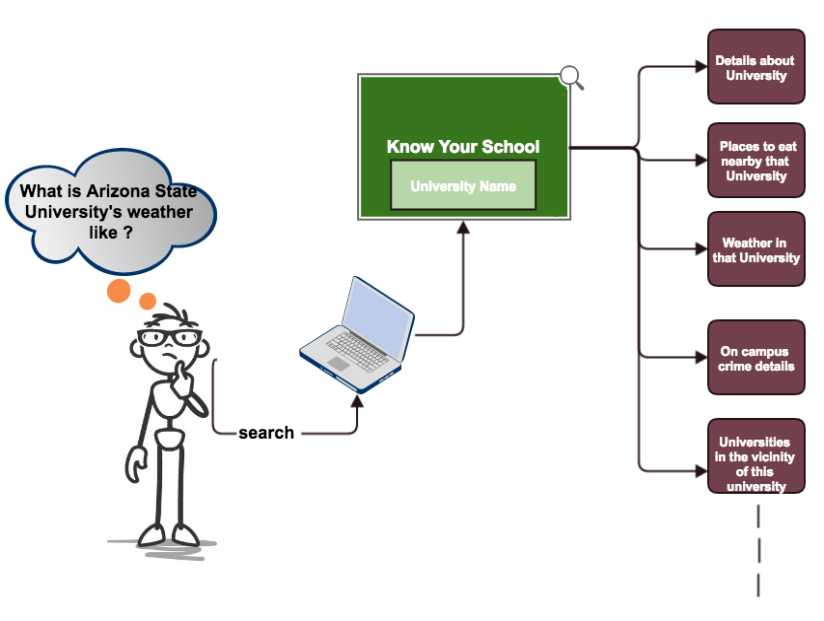 What is Arizona State
University's weather
like ?
search
Know Your School
University Name
Details about
University
Places to eat
nearby that
University
Weather in
that University
On campus
crime details
Universities
in the vicinity
of this
university